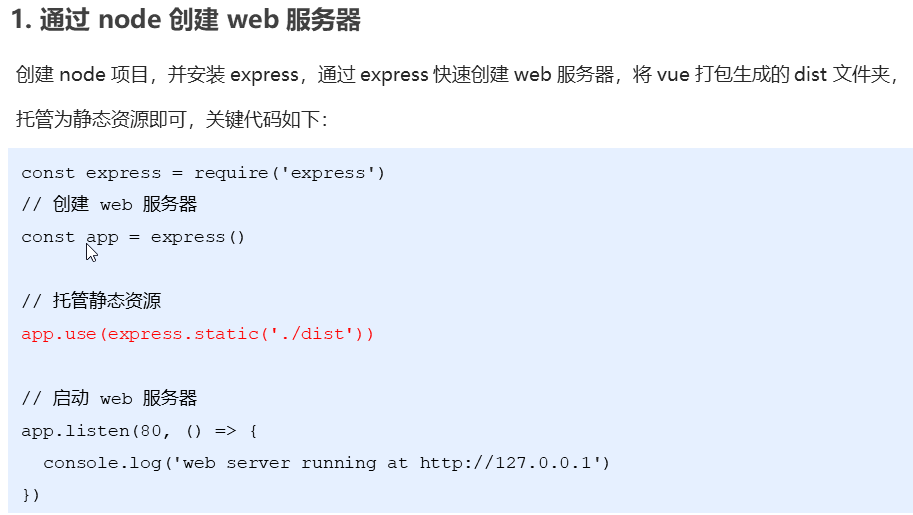 1. 通过 node 创建 web 服务器
创建 node 项目，并安装 express，通过 express 快速创建 web 服务器，将 vue 打包生成的 dist 文件夹，
托管为静态资源即可，关键代码如下：
const express = require('express')
// 创建 web 服务器
const app = express()
// 托管静态资源
app.use(express.static('./dist'))
// 启动 web 服务器
app.listen(80, () => {
  console.log('web server running at http://127.0.0.1')
})